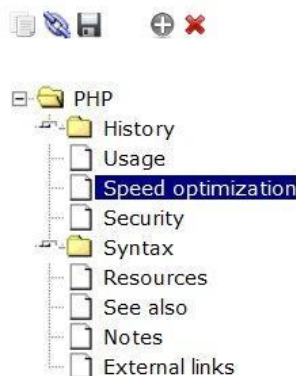 PHP
History
Usage
Speed optimization
Security
Syntax
Resources
See also
Notes
External links